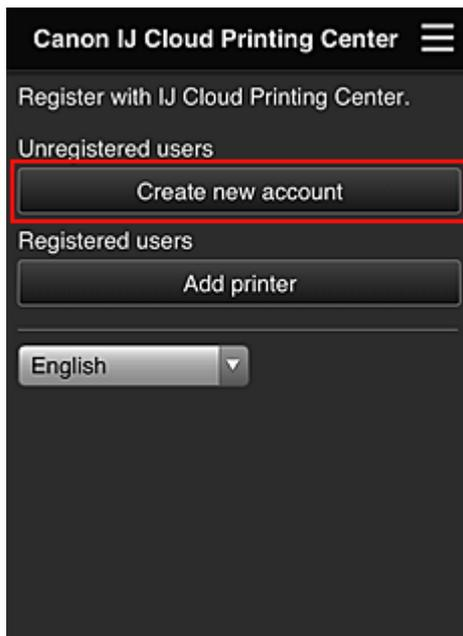 Canon IJ Cloud Printing Center
Register with IJ Cloud Printing Center.
Unregistered users
Create new account
Registered users
Add printer
English